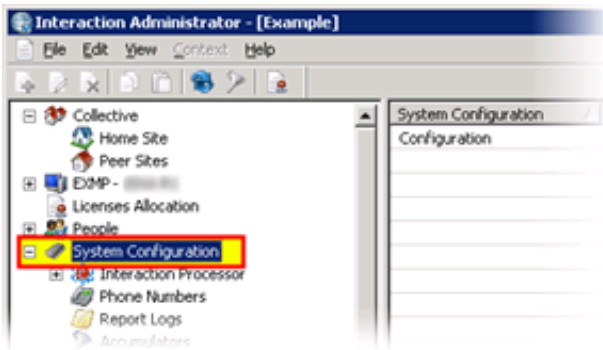 Interaction Administrator - [Example]
File Edit View Context Help
Collective
Home Site
Peer Sites
EXMP -
Licenses Allocation
People
System Configuration
Interaction Processor
Phone Numbers
Report Logs
Accumulators
System Configuration
Configuration